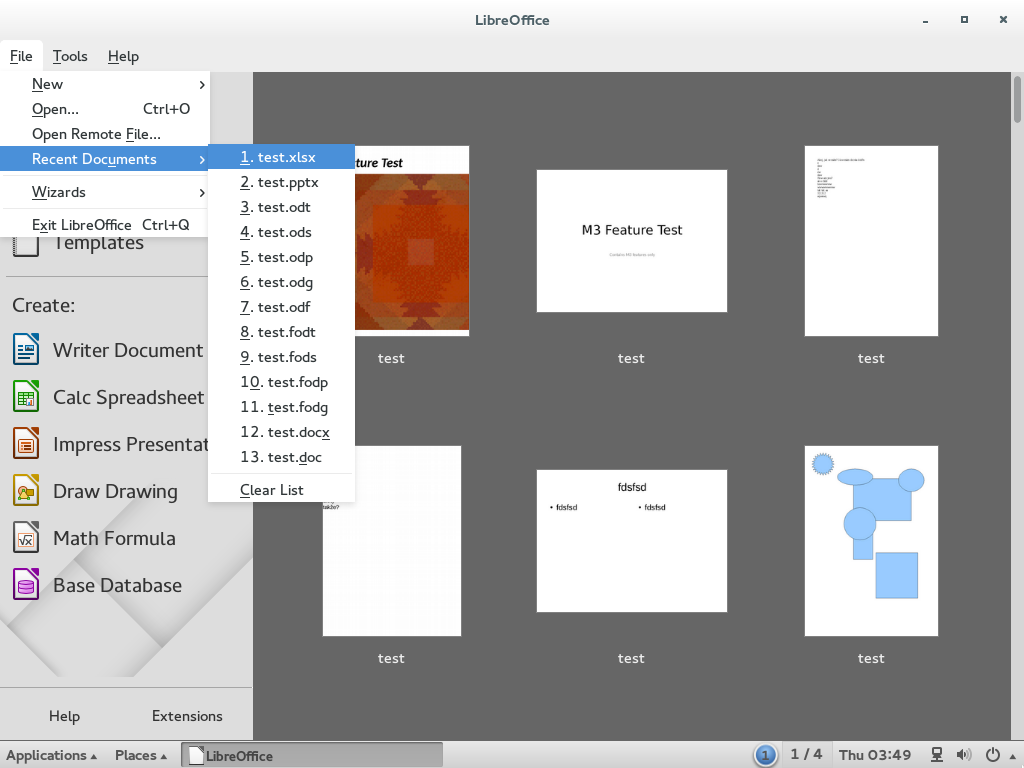 LibreOffice
File Tools Help
New
Open... Ctrl+O
Open Remote File...
Recent Documents
Wizards
Exit LibreOffice Ctrl+Q
1. test.xlsx
2. test.pptx
3. test.odt
4. test.ods
5. test.odp
6. test.odg
7. test.odf
8. test.fodt
9. test.fods
10. test.fodp
11. test.fodg
12. test.docx
13. test.doc
Clear List
Templates
Create:
Writer Document
Calc Spreadsheet
Impress Presentat
Draw Drawing
Math Formula
Base Database
Help Extensions
ture Test
test
M3 Feature Test
test
test
test
fdsfsd
• fdsfsd • fdsfsd
test
test
Applications Places LibreOffice 1 1 / 4 Thu 03:49